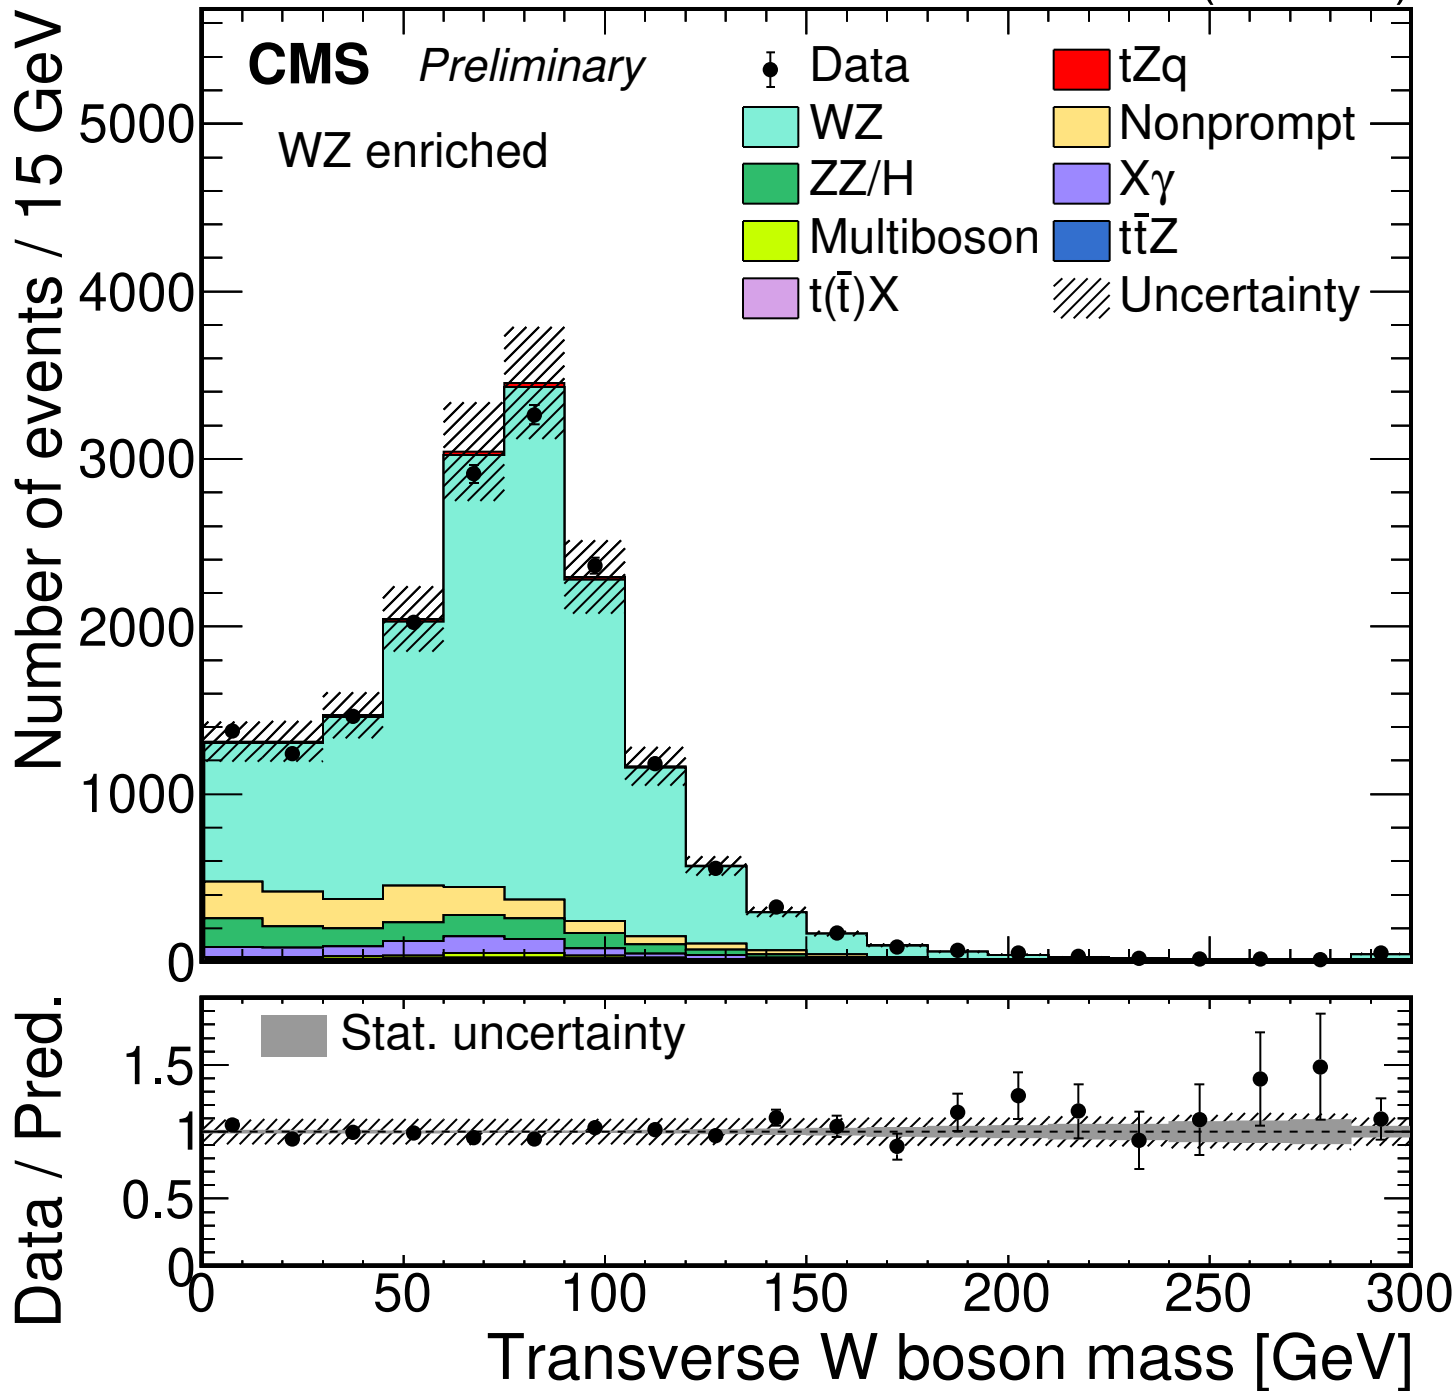 CMS Preliminary
WZ enriched
Data
tZq
WZ
Nonprompt
ZZ/H
Xγ
Multiboson
tt̄Z
t(t̄)X
Uncertainty
Number of events / 15 GeV
5000
4000
3000
2000
1000
0
Stat. uncertainty
Data / Pred.
1.5
1
0.5
0
0 50 100 150 200 250 300
Transverse W boson mass [GeV]